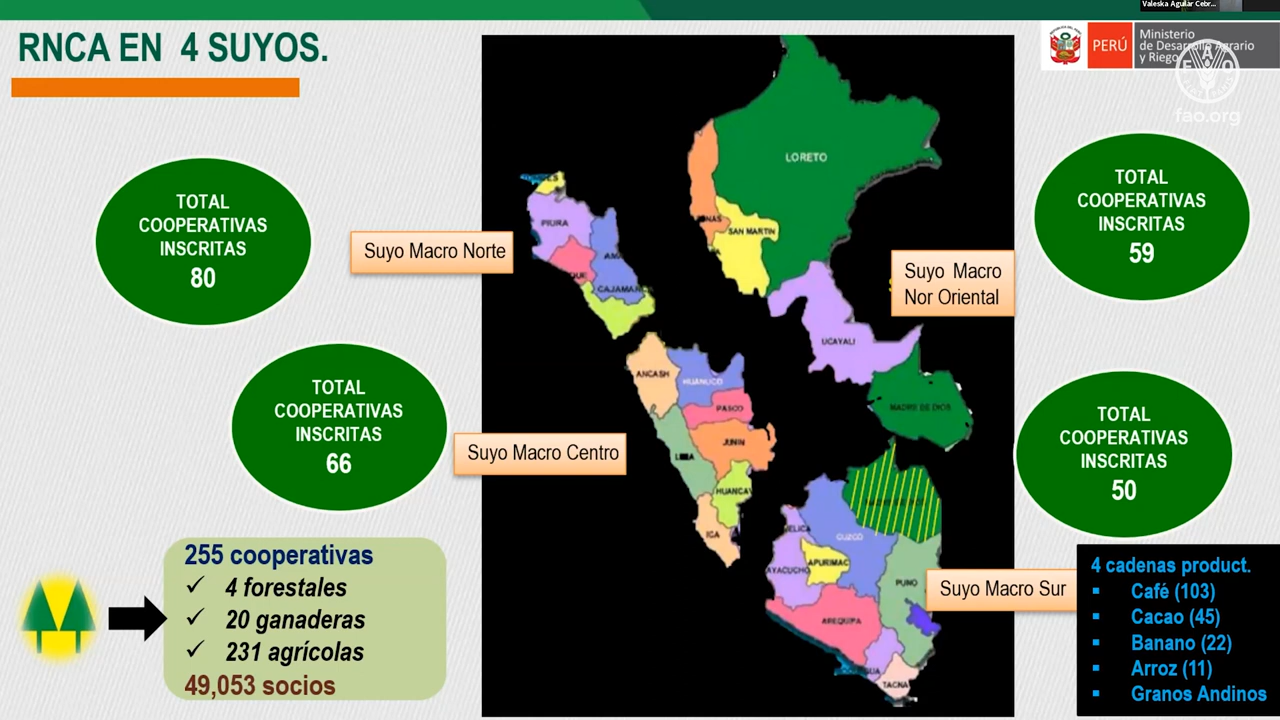 Valeska Aguilar Cebr...
RNCA EN 4 SUYOS.
PERÚ
Ministerio
de Desarrollo Agrario
y Riego
FAO
fao.org
TOTAL
COOPERATIVAS
INSCRITAS
80
Suyo Macro Norte
TOTAL
COOPERATIVAS
INSCRITAS
59
Suyo Macro
Nor Oriental
TOTAL
COOPERATIVAS
INSCRITAS
66
Suyo Macro Centro
TOTAL
COOPERATIVAS
INSCRITAS
50
Suyo Macro Sur
LORETO
PIURA
SAN MARTIN
UCAYALI
ANCASH
HUANUCO
PASCO
MADRE DE DIOS
JUNIN
LIMA
ICA
CUZCO
APURIMAC
AYACUCHO
PUNO
AREQUIPA
TACNA
255 cooperativas
✓ 4 forestales
✓ 20 ganaderas
✓ 231 agrícolas
49,053 socios
4 cadenas product.
▪ Café (103)
▪ Cacao (45)
▪ Banano (22)
▪ Arroz (11)
▪ Granos Andinos